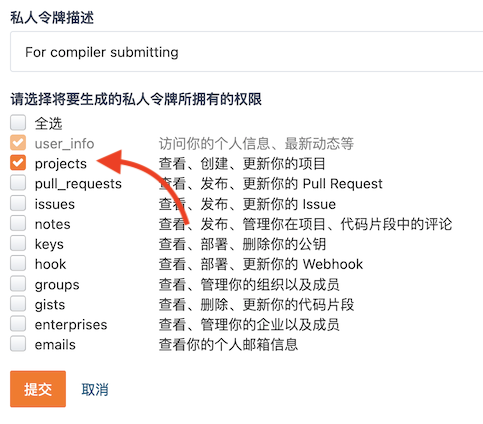 私人令牌描述
For compiler submitting
请选择将要生成的私人令牌所拥有的权限
全选
user_info 访问你的个人信息、最新动态等
projects 查看、创建、更新你的项目
pull_requests 查看、发布、更新你的 Pull Request
issues 查看、发布、更新你的 Issue
notes 查看、发布、管理你在项目、代码片段中的评论
keys 查看、部署、删除你的公钥
hook 查看、部署、更新你的 Webhook
groups 查看、管理你的组织以及成员
gists 查看、删除、更新你的代码片段
enterprises 查看、管理你的企业以及成员
emails 查看你的个人邮箱信息
提交 取消